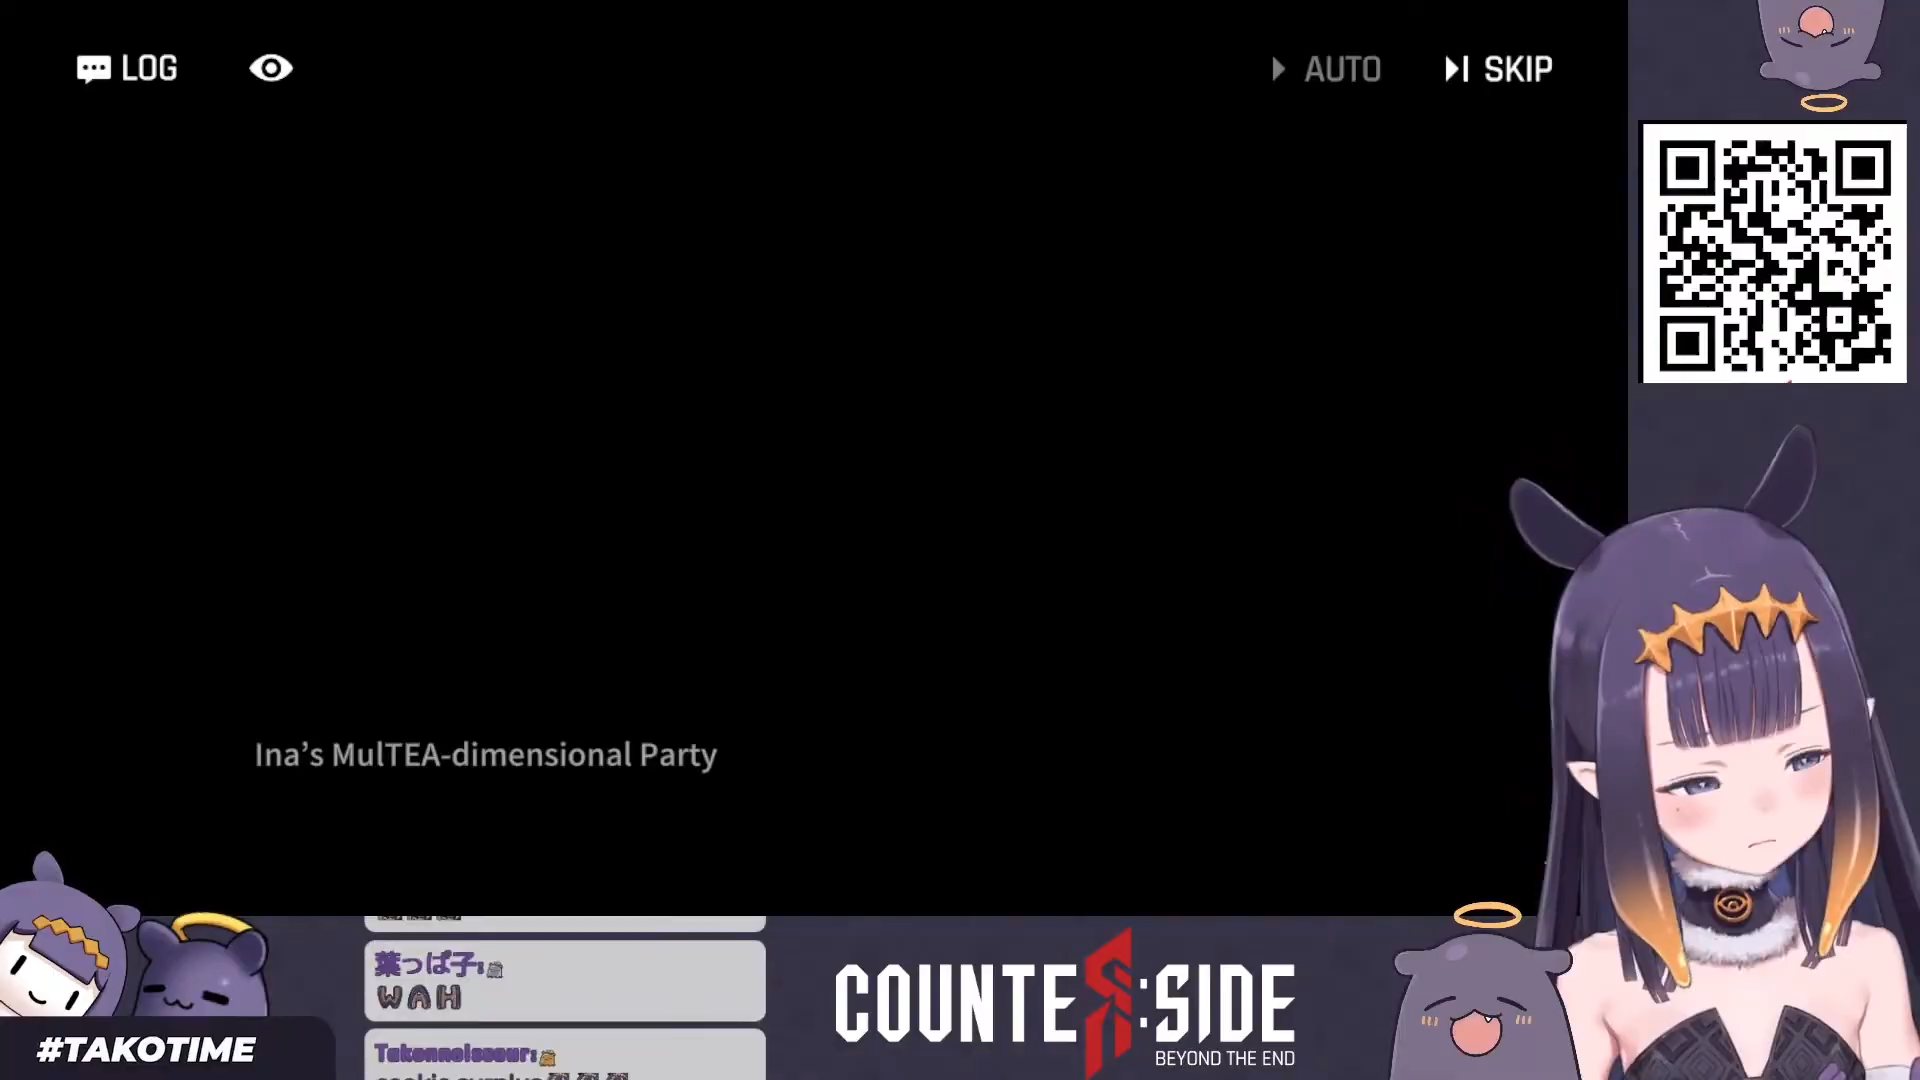 LOG
AUTO
SKIP
Ina’s MulTEA-dimensional Party
葉っぱ子:
WAH
Takonnoisseur:
#TAKOTIME
COUNTER:SIDE
BEYOND THE END